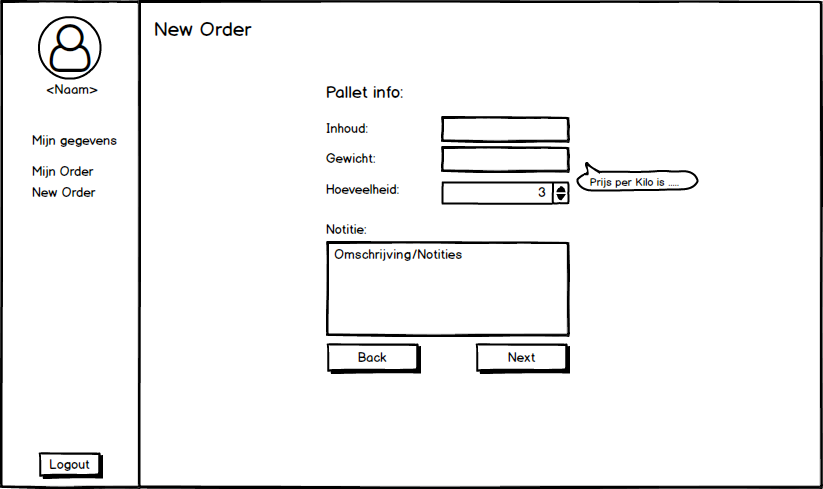 <Naam>
Mijn gegevens
Mijn Order
New Order
Logout
New Order
Pallet info:
Inhoud:
Gewicht:
Prijs per Kilo is .....
Hoeveelheid:
3
Notitie:
Omschrijving/Notities
Back
Next